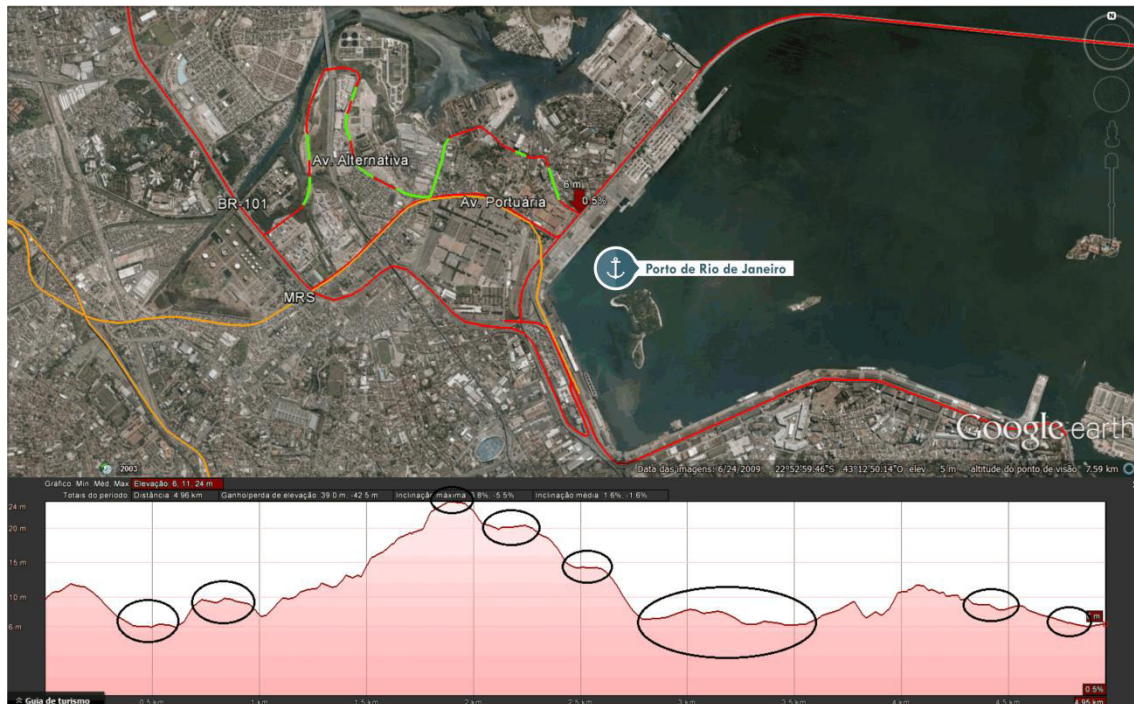 N
Av. Alternativa
BR-101
Av. Portuária
6 m
0.5%
Porto de Rio de Janeiro
MRS
Google earth
2003
Data das imagens: 6/24/2009 22°52'59.46"S 43°12'50.14"O elev 5 m altitude do ponto de visão 7.59 km
Gráfico: Mín. Méd. Máx Elevação 6, 11, 24 m
Totais do período: Distância: 4.96 km Ganho/perda de elevação: 39.0 m, -42.5 m Inclinação máxima: 8%, -5.5% Inclinação média: 1.6%, -1.6%
24 m
20 m
15 m
10 m
6 m
0.5%
Guia de turismo
0.5 km 1 km 1.5 km 2 km 2.5 km 3 km 3.5 km 4 km 4.5 km 4.95 km